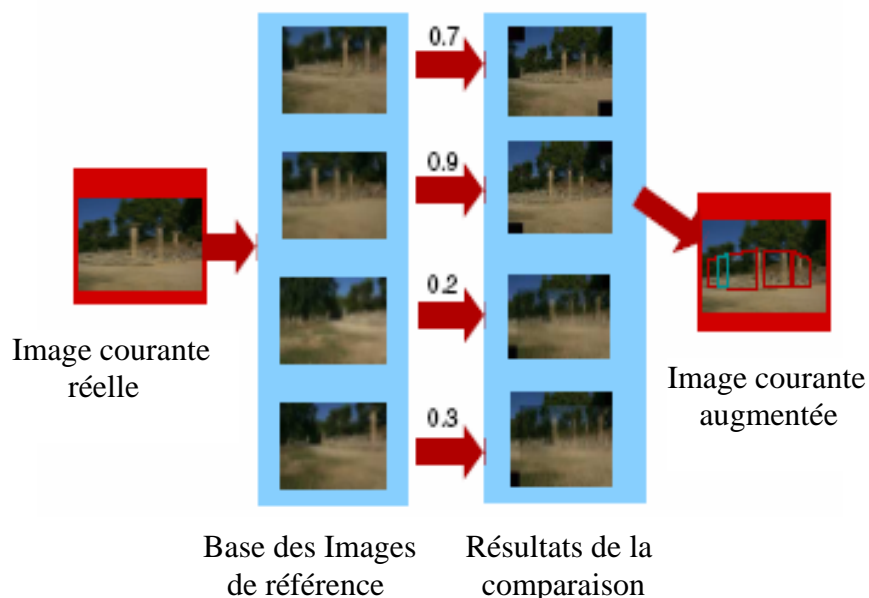 0.7
0.9
0.2
0.3
Image courante
réelle
Image courante
augmentée
Base des Images
de référence
Résultats de la
comparaison